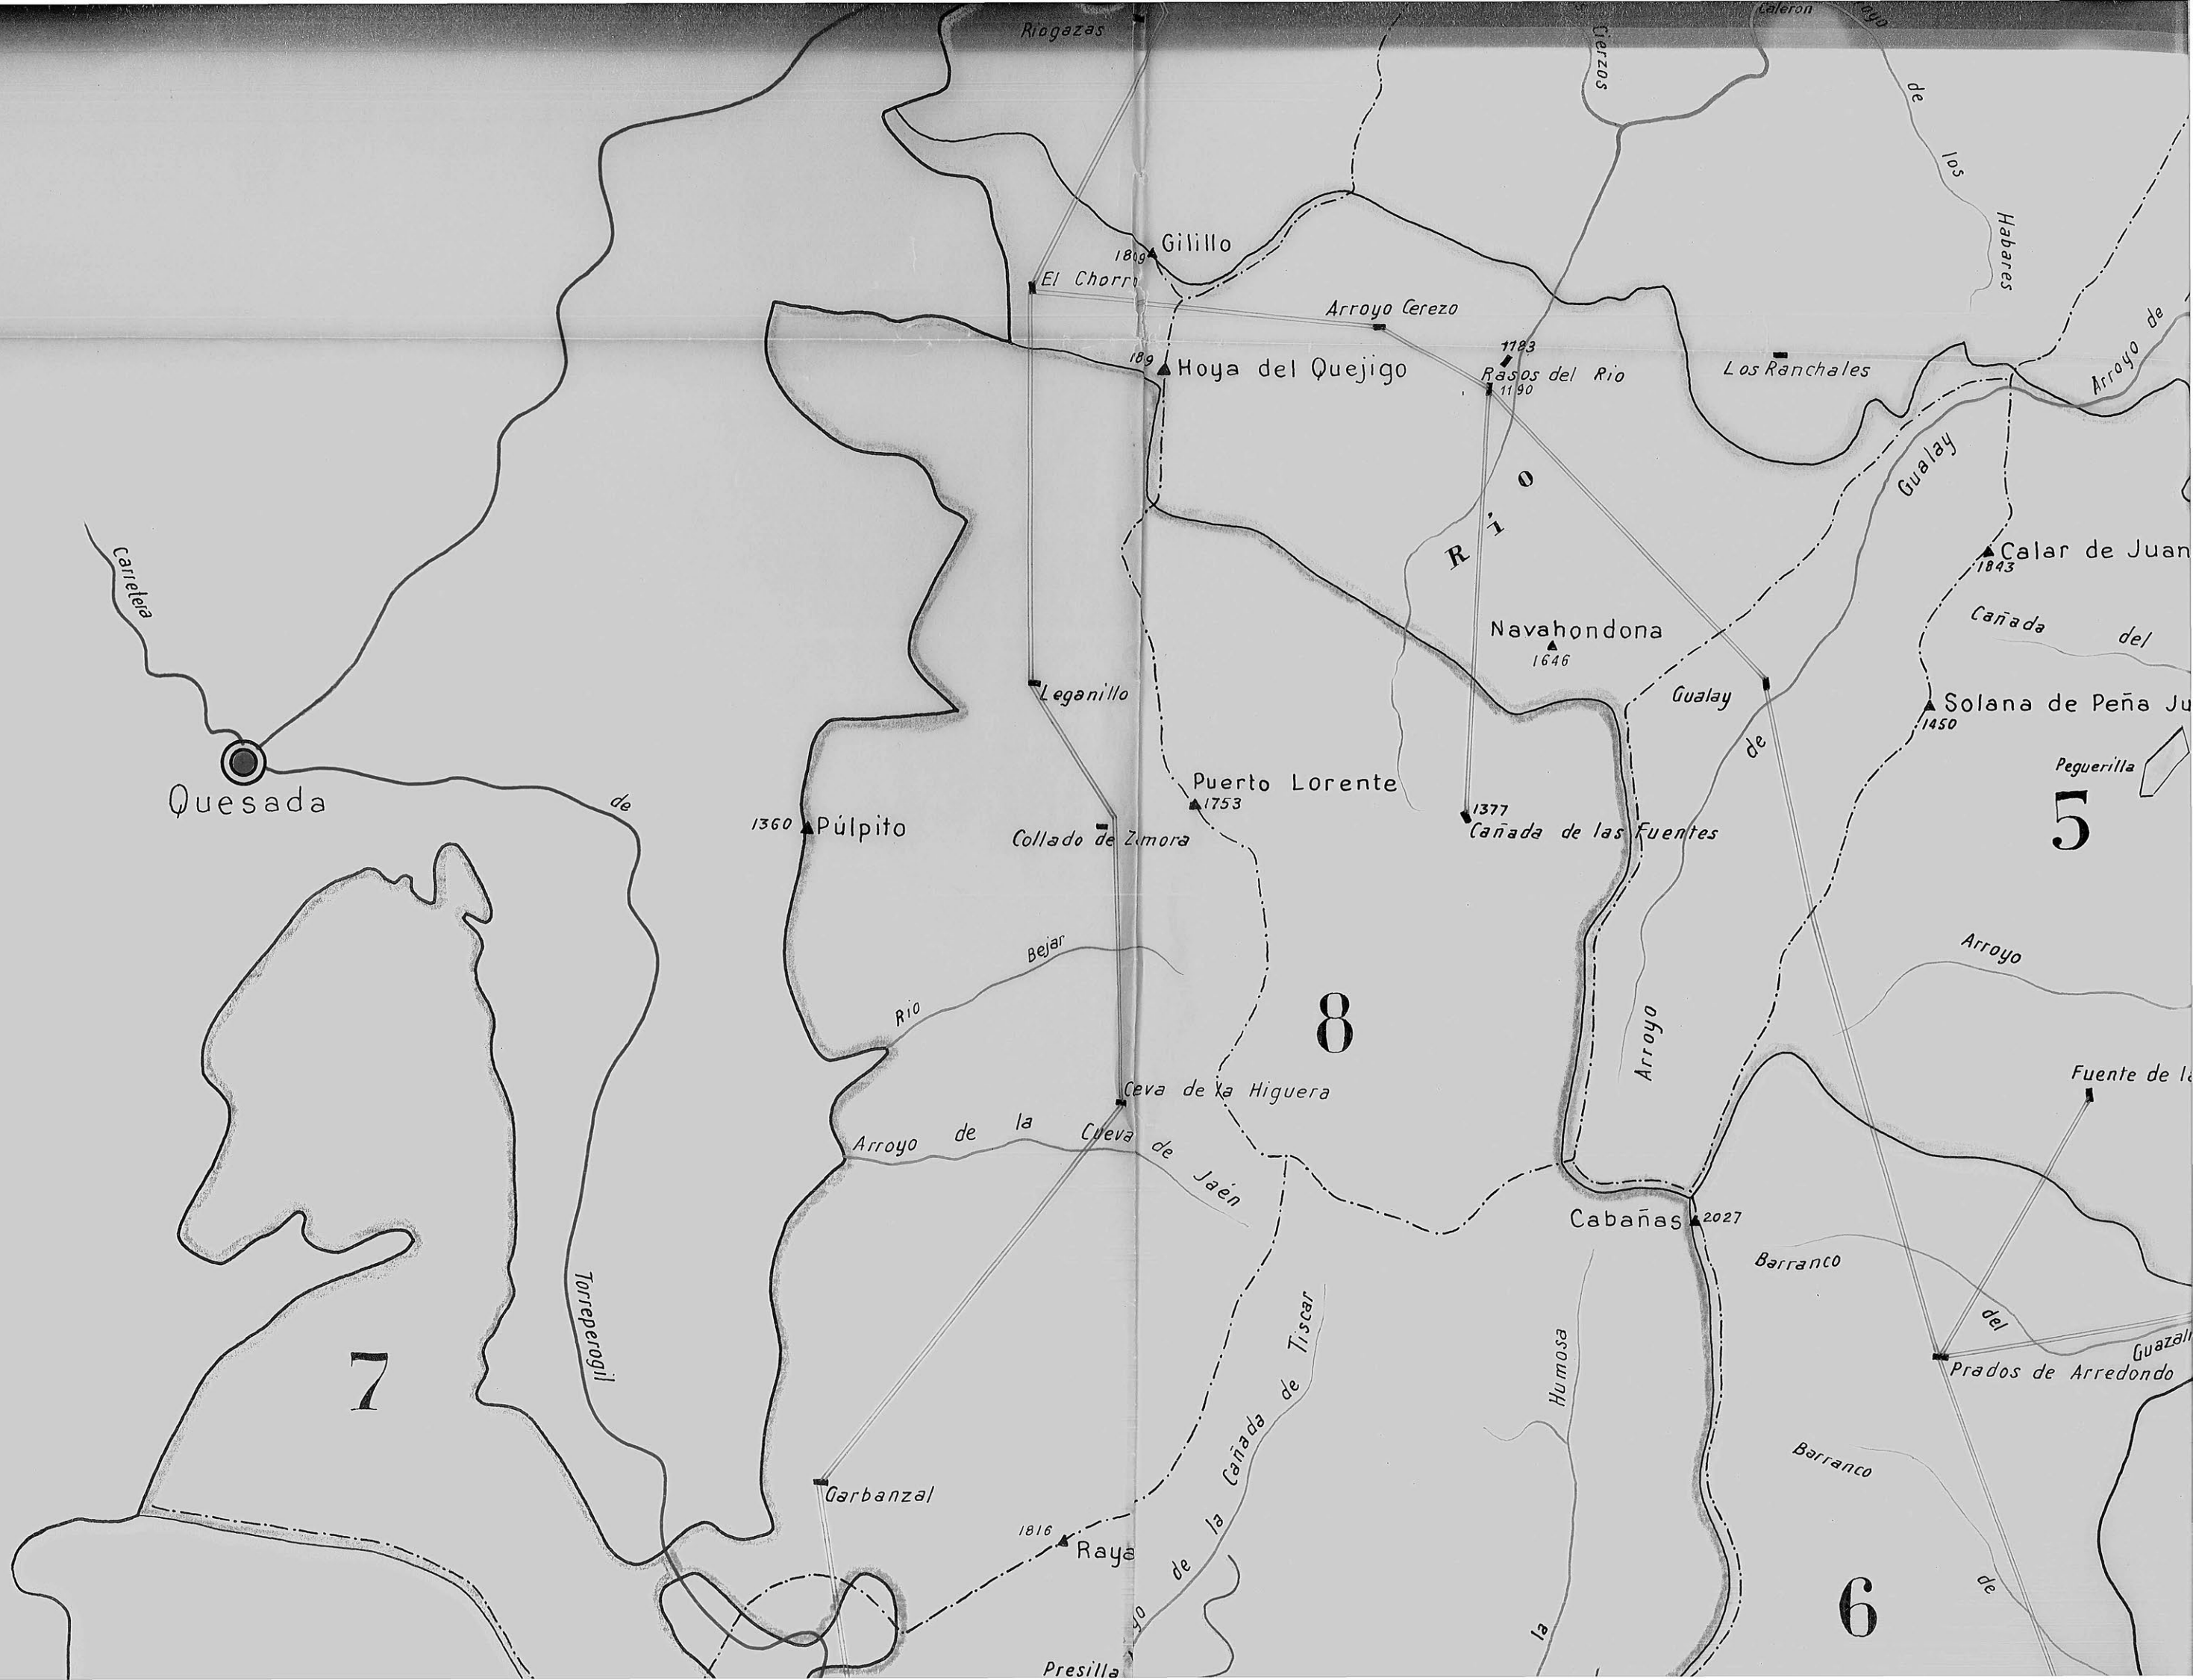 Riogazas
Cierzos
Caleron
de los Habares
Gilillo
1809
El Chorro
Arroyo Cerezo
1783
Rasos del Rio
1190
Los Ranchales
Arroyo de
189
Hoya del Quejigo
Gualay
Río
Calar de Juan
1843
Carretera
Cañada del
Navahondona
1646
Leganillo
Gualay
Solana de Peña Ju
1450
de
Peguerilla
5
Quesada
de
Puerto Lorente
1753
1377
Cañada de las Fuentes
1360 Púlpito
Collado de Zamora
Rio Bejar
Arroyo
8
Arroyo
Fuente de la
Ceva de la Higuera
Arroyo de la Cueva de Jaén
Cabañas 2027
Barranco del Guazal
Torreperogil
Prados de Arredondo
7
Humosa
la
Cañada de Tiscar
de la
Barranco
de
Garbanzal
1816
Raya
6
Presilla